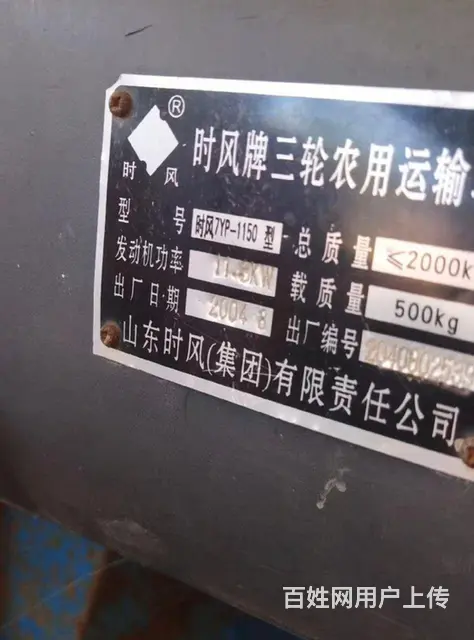 ®
时风
时风牌三轮农用运输
型号 时风7YP-1150 型 总质量 ≤2000k
发动机功率 KW 载质量 500kg
出厂日期 2004 8 出厂编号
山东时风(集团)有限责任公司
百姓网用户上传